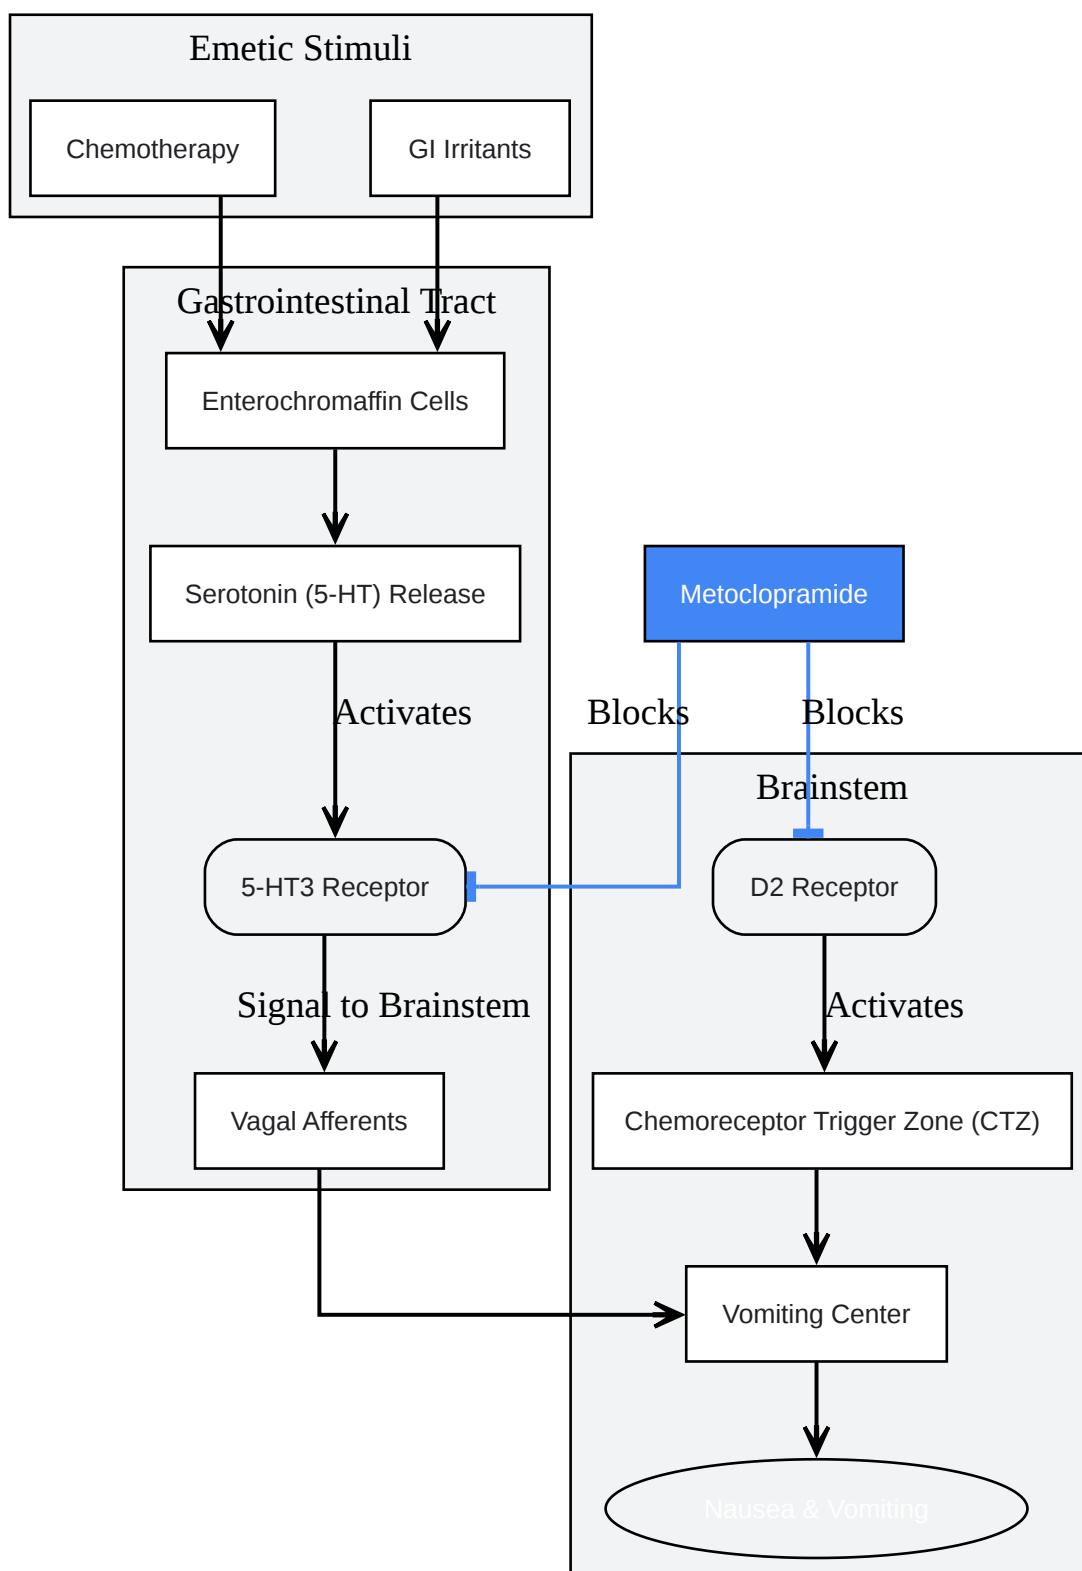 Emetic Stimuli
Chemotherapy
GI Irritants
Gastrointestinal Tract
Enterochromaffin Cells
Serotonin (5-HT) Release
Metoclopramide
Activates
Blocks
Blocks
Brainstem
5-HT3 Receptor
D2 Receptor
Signal to Brainstem
Activates
Vagal Afferents
Chemoreceptor Trigger Zone (CTZ)
Vomiting Center
Nausea & Vomiting